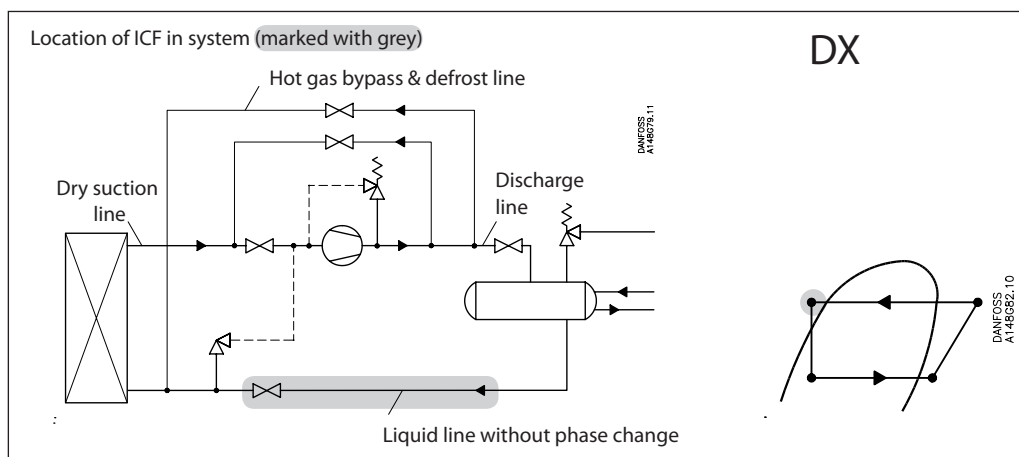 Location of ICF in system (marked with grey)
DX
Hot gas bypass & defrost line
DANFOSS
A148G79.11
Dry suction
line
Discharge
line
DANFOSS
A148G82.10
Liquid line without phase change